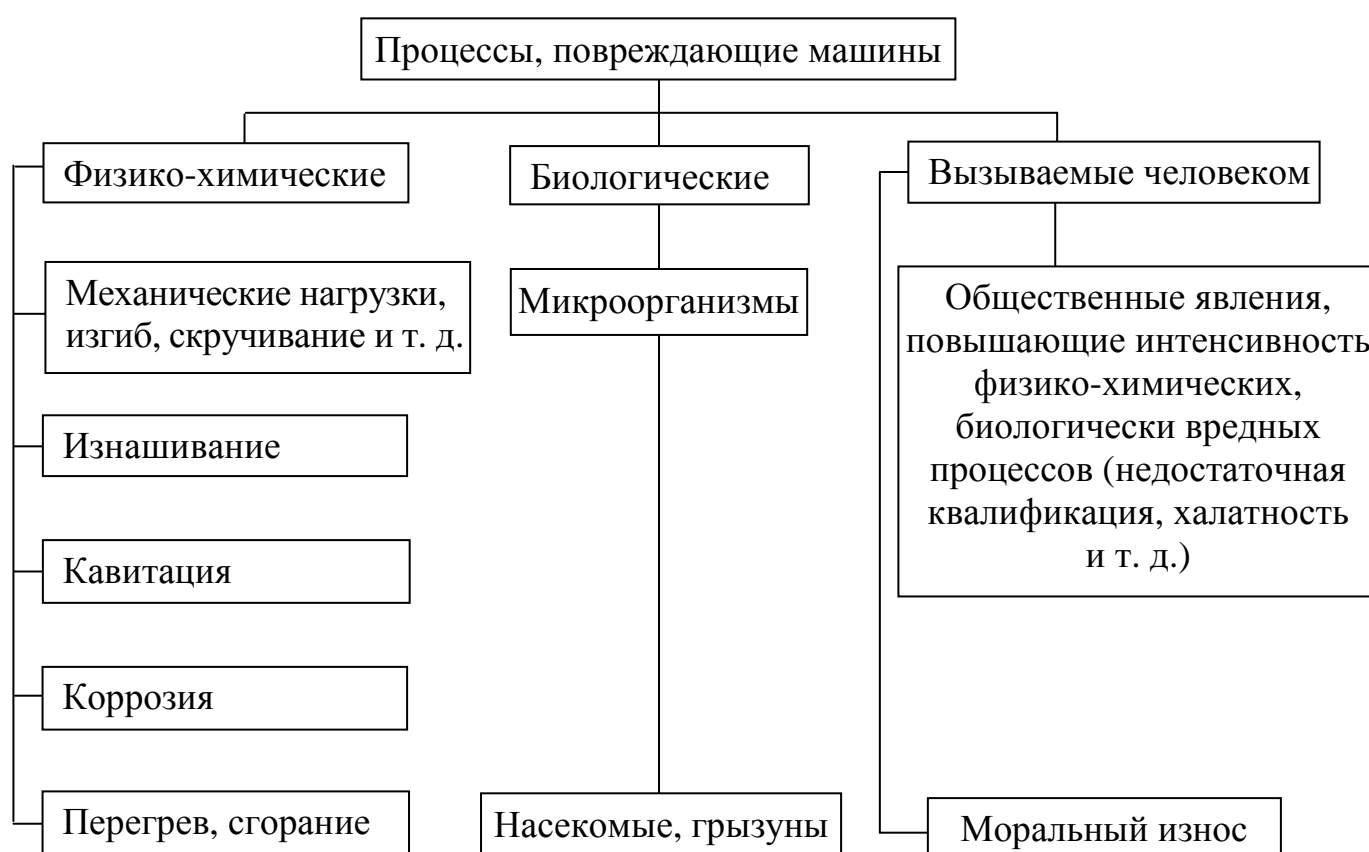 Процессы, повреждающие машины
Физико-химические
Биологические
Вызываемые человеком
Механические нагрузки,
изгиб, скручивание и т. д.
Микроорганизмы
Общественные явления,
повышающие интенсивность
физико-химических,
биологически вредных
процессов (недостаточная
квалификация, халатность
и т. д.)
Изнашивание
Кавитация
Коррозия
Перегрев, сгорание
Насекомые, грызуны
Моральный износ